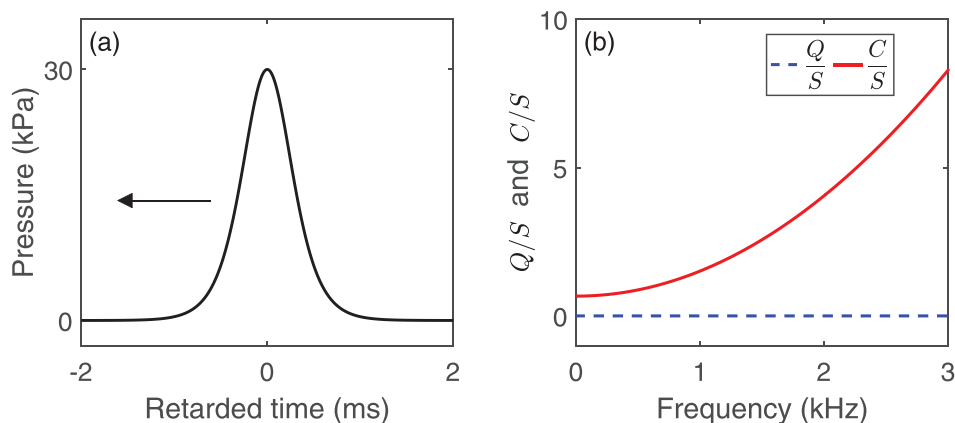 (a)
30
0
Pressure (kPa)
-2
0
2
Retarded time (ms)
(b)
Q/S C/S
10
5
0
Q/S and C/S
0
1
2
3
Frequency (kHz)